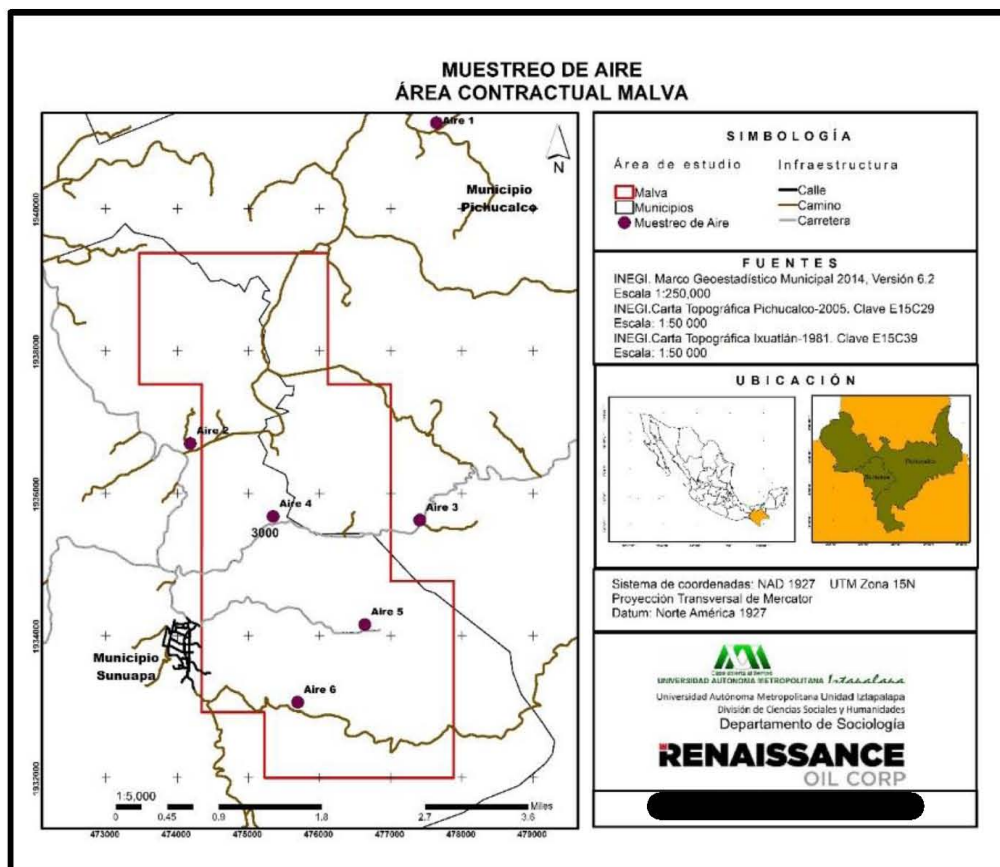 MUESTREO DE AIRE
ÁREA CONTRACTUAL MALVA
Aire 1
N
Municipio
Pichucalco
Aire 2
Aire 4
3000
Aire 3
Aire 5
Municipio
Sunuapa
Aire 6
1940000
1938000
1936000
1934000
1932000
1:5,000
0 0.45 0.9 1.8 2.7 3.6 Miles
473000 474000 475000 476000 477000 478000 479000
SIMBOLOGÍA
Área de estudio Infraestructura
Malva
Municipios
Muestreo de Aire
Calle
Camino
Carretera
FUENTES
INEGI. Marco Geoestadístico Municipal 2014, Versión 6.2
Escala 1:250,000
INEGI.Carta Topográfica Pichucalco-2005. Clave E15C29
Escala: 1:50 000
INEGI.Carta Topográfica Ixuatlán-1981. Clave E15C39
Escala: 1:50 000
UBICACIÓN
Pichucalco
Sunuapa
Sistema de coordenadas: NAD 1927 UTM Zona 15N
Proyección Transversal de Mercator
Datum: Norte América 1927
Casa abierta al tiempo
UNIVERSIDAD AUTONOMA METROPOLITANA Iztapalapa
Universidad Autónoma Metropolitana Unidad Iztapalapa
División de Ciencias Sociales y Humanidades
Departamento de Sociología
RENAISSANCE
OIL CORP